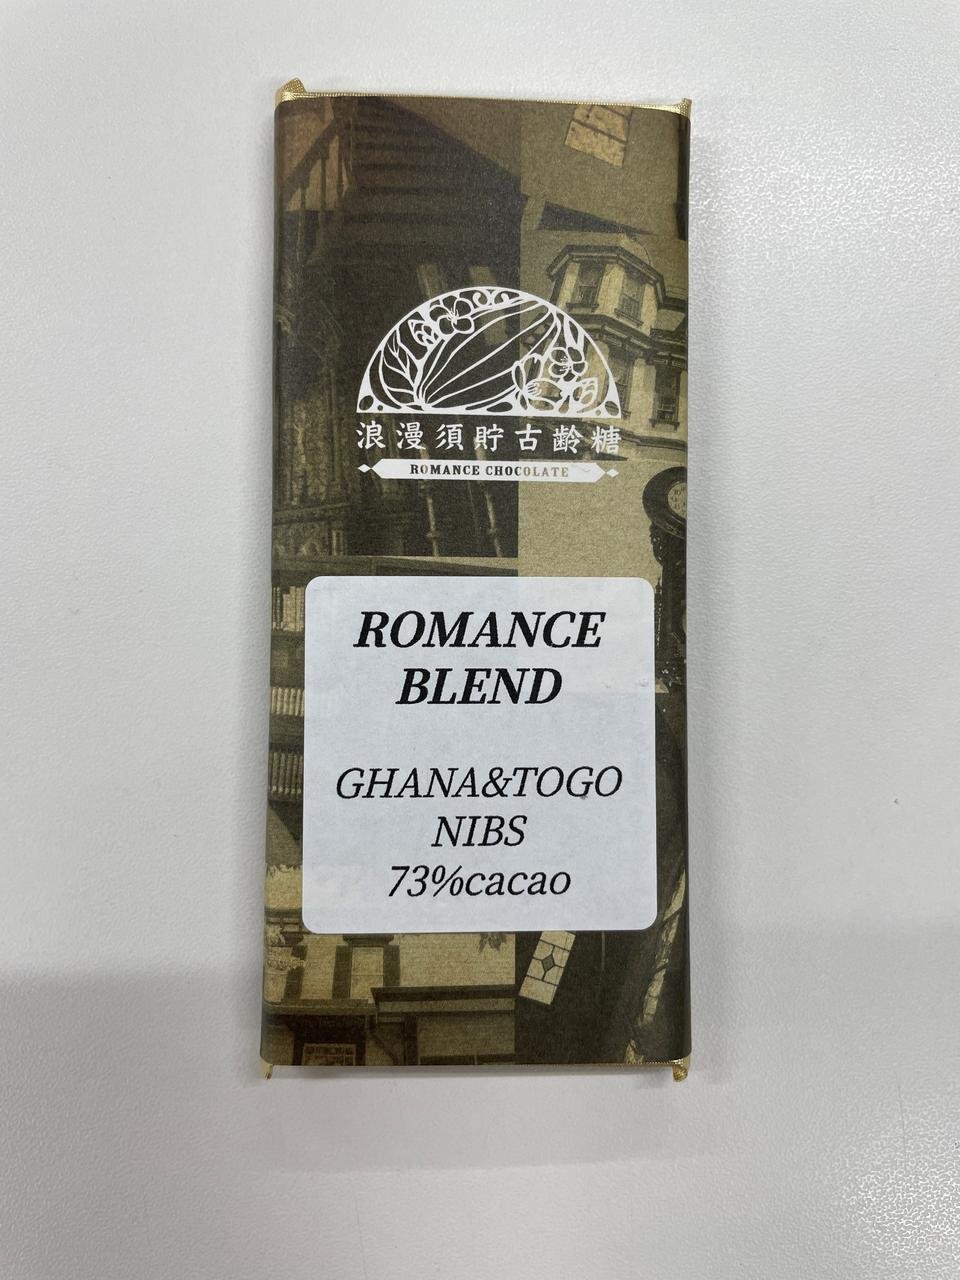 浪漫須貯古齢糖
ROMANCE CHOCOLATE
ROMANCE
BLEND
GHANA&TOGO
NIBS
73%cacao